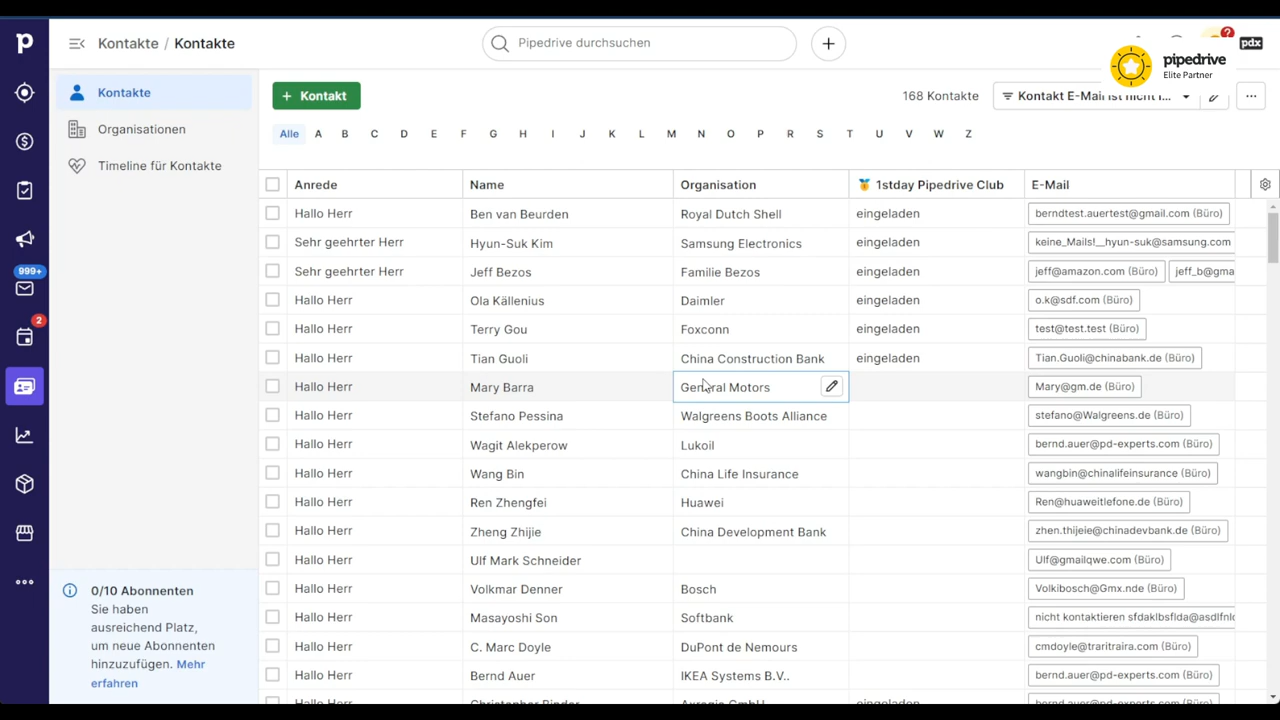 Kontakte / Kontakte
Pipedrive durchsuchen
?
pdx
pipedrive
Elite Partner
Kontakte
Organisationen
Timeline für Kontakte
999+
2
0/10 Abonnenten
Sie haben
ausreichend Platz,
um neue Abonnenten
hinzuzufügen. Mehr
erfahren
+ Kontakt
168 Kontakte
Kontakt E-Mail ist nicht l...
Alle A B C D E F G H I J K L M N O P R S T U V W Z
Anrede Name Organisation 1stday Pipedrive Club E-Mail
Hallo Herr Ben van Beurden Royal Dutch Shell eingeladen berndtest.auertest@gmail.com (Büro)
Sehr geehrter Herr Hyun-Suk Kim Samsung Electronics eingeladen keine_Mails!__hyun-suk@samsung.com
Sehr geehrter Herr Jeff Bezos Familie Bezos eingeladen jeff@amazon.com (Büro) jeff_b@gma
Hallo Herr Ola Källenius Daimler eingeladen o.k@sdf.com (Büro)
Hallo Herr Terry Gou Foxconn eingeladen test@test.test (Büro)
Hallo Herr Tian Guoli China Construction Bank eingeladen Tian.Guoli@chinabank.de (Büro)
Hallo Herr Mary Barra General Motors Mary@gm.de (Büro)
Hallo Herr Stefano Pessina Walgreens Boots Alliance stefano@Walgreens.de (Büro)
Hallo Herr Wagit Alekperow Lukoil bernd.auer@pd-experts.com (Büro)
Hallo Herr Wang Bin China Life Insurance wangbin@chinalifeinsurance (Büro)
Hallo Herr Ren Zhengfei Huawei Ren@huaweitlefone.de (Büro)
Hallo Herr Zheng Zhijie China Development Bank zhen.thijeie@chinadevbank.de (Büro)
Hallo Herr Ulf Mark Schneider Ulf@gmailqwe.com (Büro)
Hallo Herr Volkmar Denner Bosch Volkibosch@Gmx.nde (Büro)
Hallo Herr Masayoshi Son Softbank nicht kontaktieren sfdaklbsflda@asdlfnlc
Hallo Herr C. Marc Doyle DuPont de Nemours cmdoyle@traritraira.com (Büro)
Hallo Herr Bernd Auer IKEA Systems B.V.. bernd.auer@pd-experts.com (Büro)